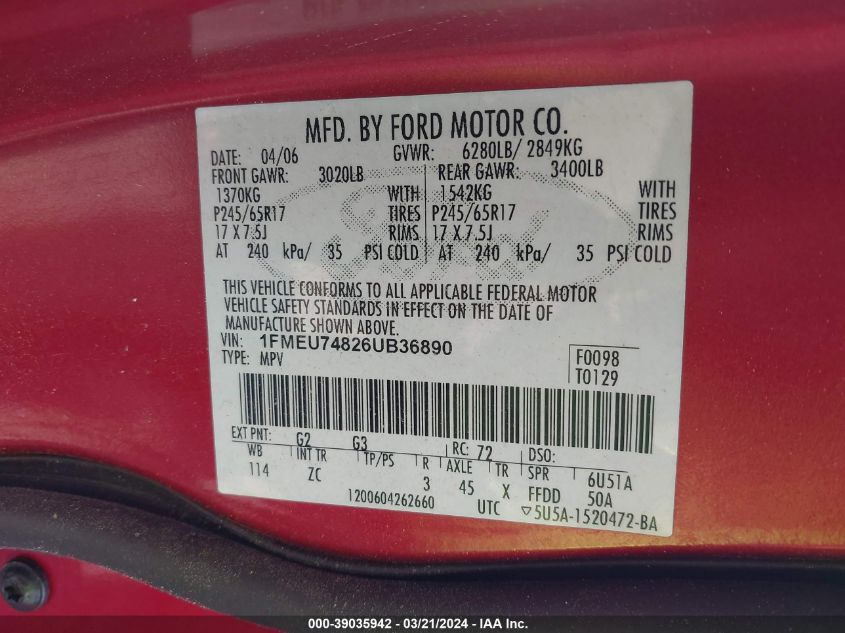 MFD. BY FORD MOTOR CO.
DATE: 04/06 GVWR: 6280LB/ 2849KG
FRONT GAWR: 3020LB REAR GAWR: 3400LB
1370KG WITH 1542KG WITH
P245/65R17 TIRES P245/65R17 TIRES
17 X 7.5J RIMS 17 X 7.5J RIMS
AT 240 kPa/ 35 PSI COLD AT 240 kPa/ 35 PSI COLD
THIS VEHICLE CONFORMS TO ALL APPLICABLE FEDERAL MOTOR
VEHICLE SAFETY STANDARDS IN EFFECT ON THE DATE OF
MANUFACTURE SHOWN ABOVE
VIN: 1FMEU74826UB36890 F0098
TYPE: MPV T0129
EXT PNT: G2 G3 RC: 72 DSO:
WB INT TR TP/PS R AXLE TR SPR 6U51A
114 ZC 3 45 X FFDD 50A
1200604262660 UTC ▽5U5A-1520472-BA
000-39035942 - 03/21/2024 - IAAI Inc.